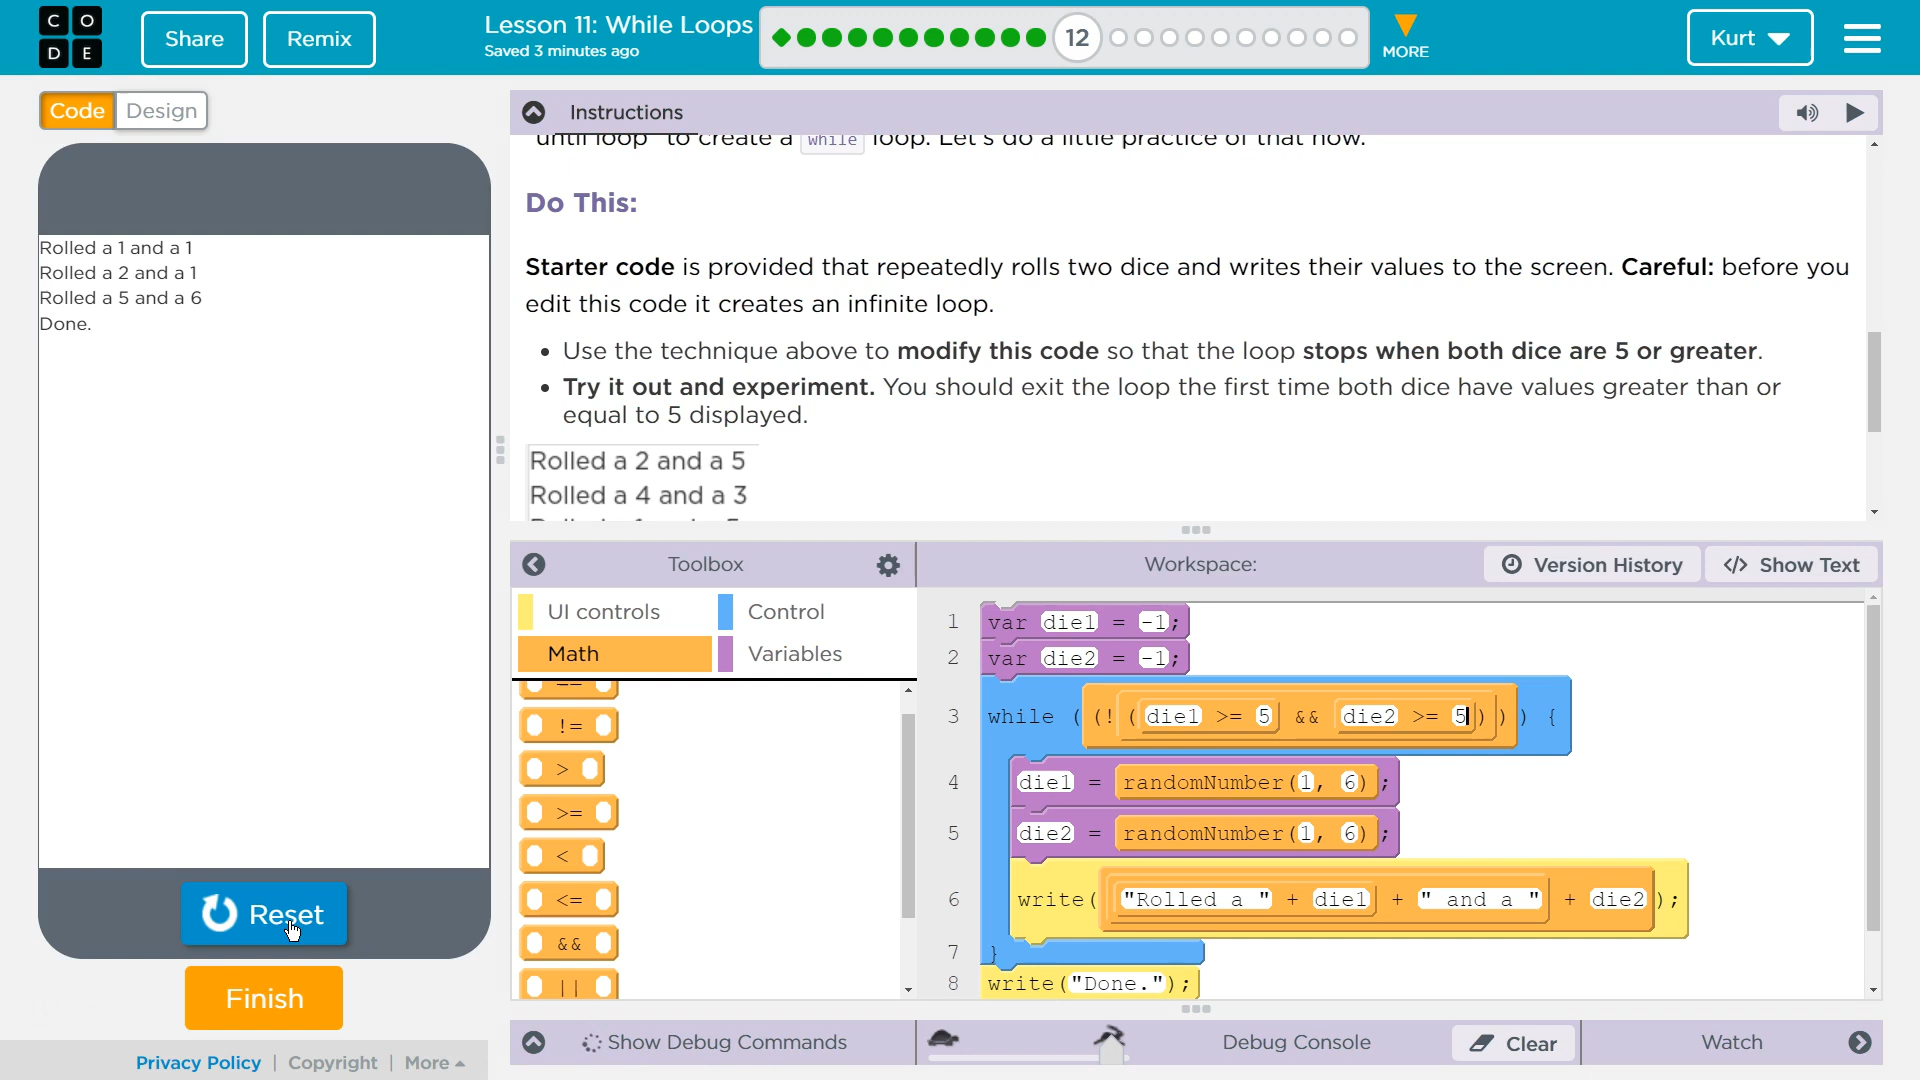 C O
D E
Share
Remix
Lesson 11: While Loops
Saved 3 minutes ago
12
MORE
Kurt
Code
Design
Instructions
until loop" to create a while loop. Let's do a little practice of that now.
Do This:
Starter code is provided that repeatedly rolls two dice and writes their values to the screen. Careful: before you
edit this code it creates an infinite loop.
Use the technique above to modify this code so that the loop stops when both dice are 5 or greater.
Try it out and experiment. You should exit the loop the first time both dice have values greater than or
equal to 5 displayed.
Rolled a 2 and a 5
Rolled a 4 and a 3
Rolled a 1 and a 1
Rolled a 2 and a 1
Rolled a 5 and a 6
Done.
Reset
Finish
Privacy Policy | Copyright | More
Toolbox
Workspace:
Version History
</> Show Text
UI controls
Control
Math
Variables
==
!=
>
>=
<
<=
&&
||
1 var die1 = -1;
2 var die2 = -1;
3 while ( (! ( die1 >= 5 && die2 >= 5) ) ) {
4 die1 = randomNumber(1, 6) ;
5 die2 = randomNumber(1, 6) ;
6 write( "Rolled a " + die1 + " and a " + die2 );
7 }
8 write("Done.");
Show Debug Commands
Debug Console
Clear
Watch